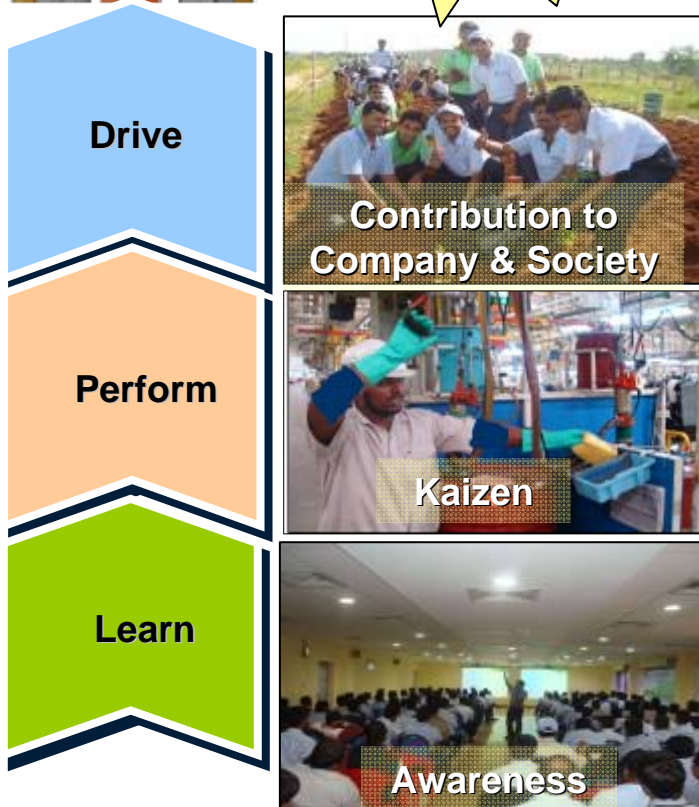 Drive
Contribution to
Company & Society
Perform
Kaizen
Learn
Awareness